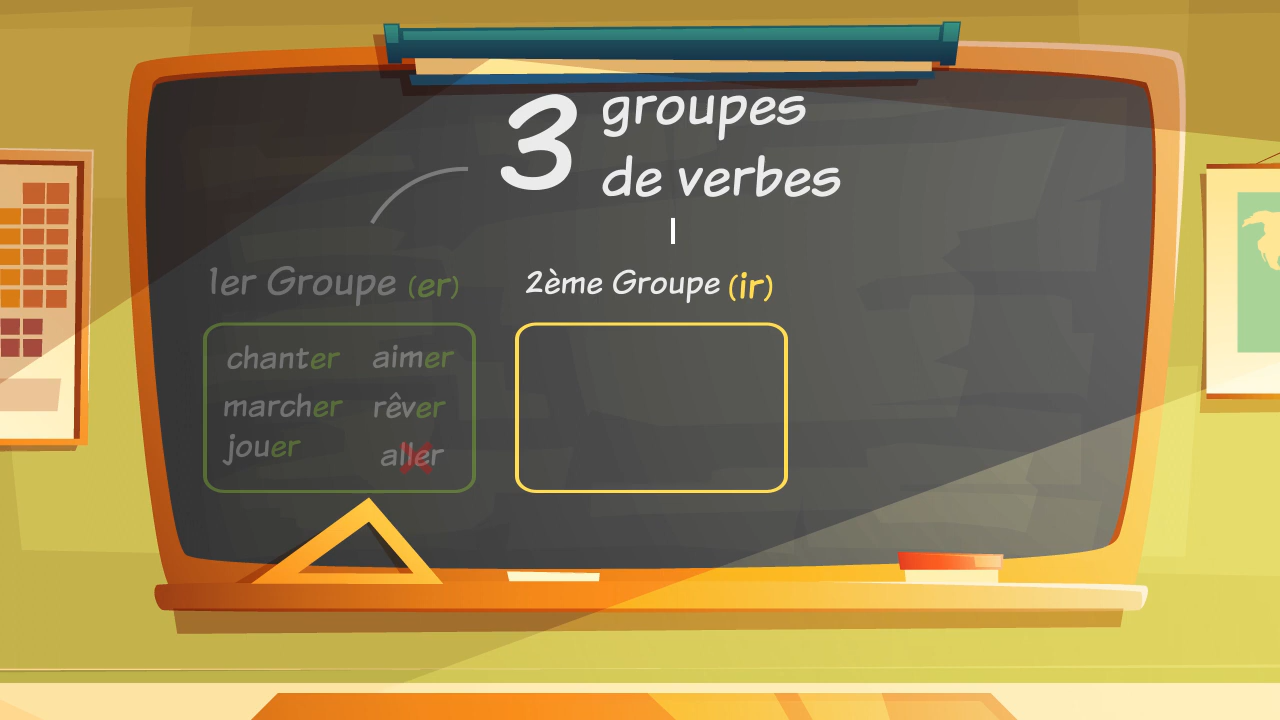 3 groupes
de verbes
1er Groupe (er)
chanter aimer
marcher rêver
jouer aller
2ème Groupe (ir)